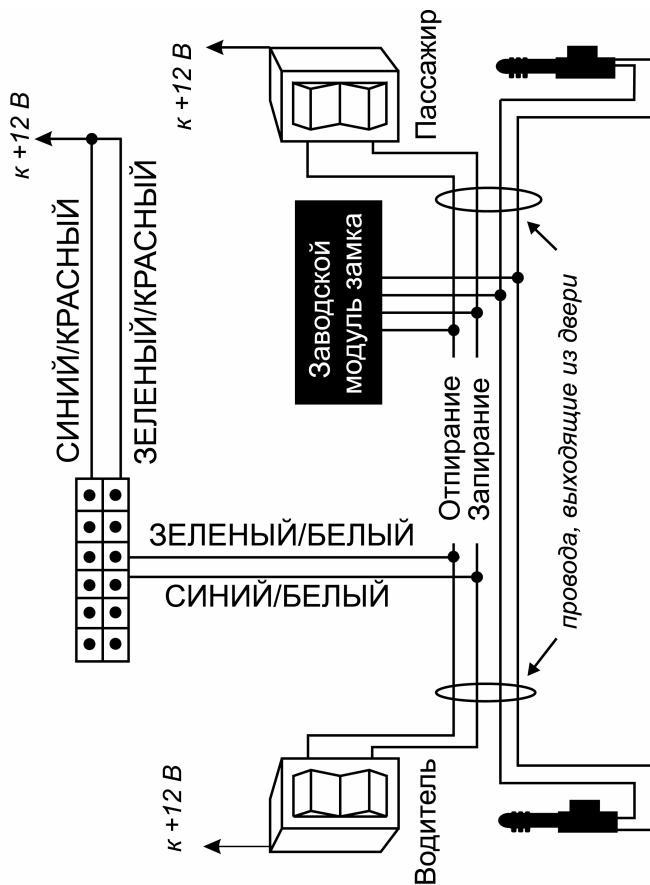 к +12 В
СИНИЙ/КРАСНЫЙ
ЗЕЛЕНЫЙ/КРАСНЫЙ
к +12 В
Пассажир
Заводской
модуль замка
ЗЕЛЕНЫЙ/БЕЛЫЙ
СИНИЙ/БЕЛЫЙ
Отпирание
Запирание
провода, выходящие из двери
к +12 В
Водитель